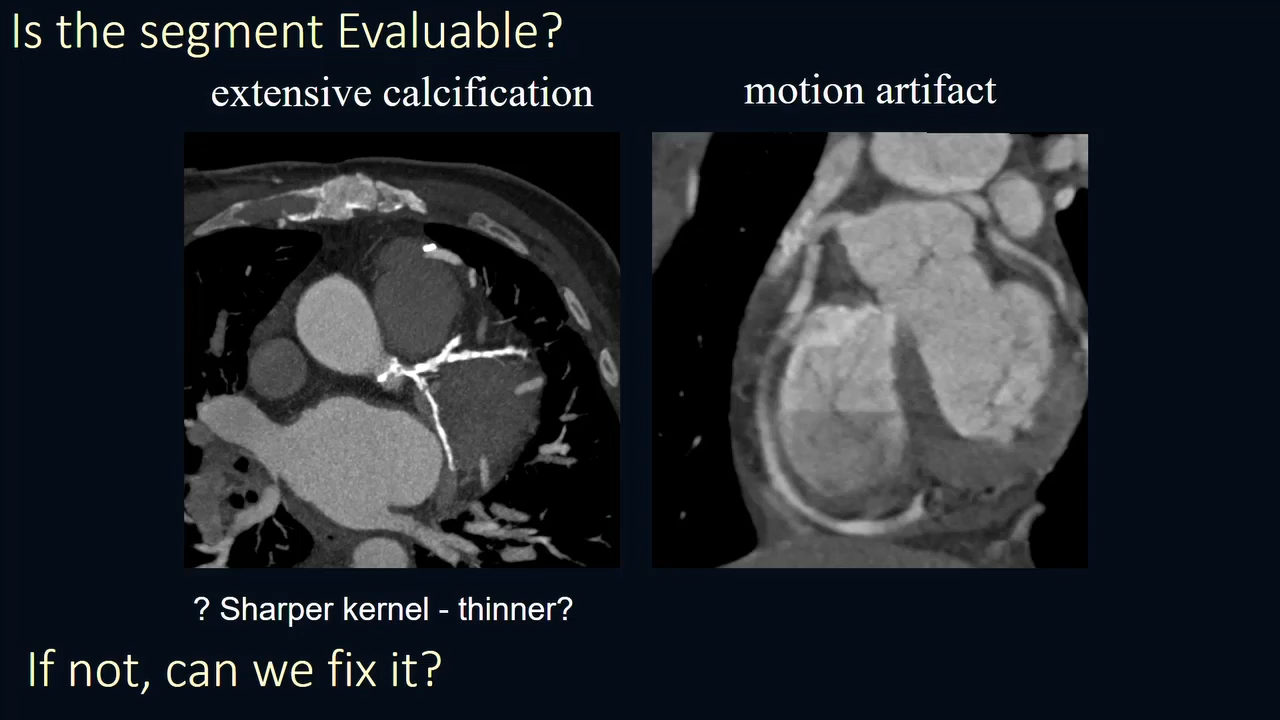 Is the segment Evaluable?
extensive calcification
motion artifact
? Sharper kernel - thinner?
If not, can we fix it?